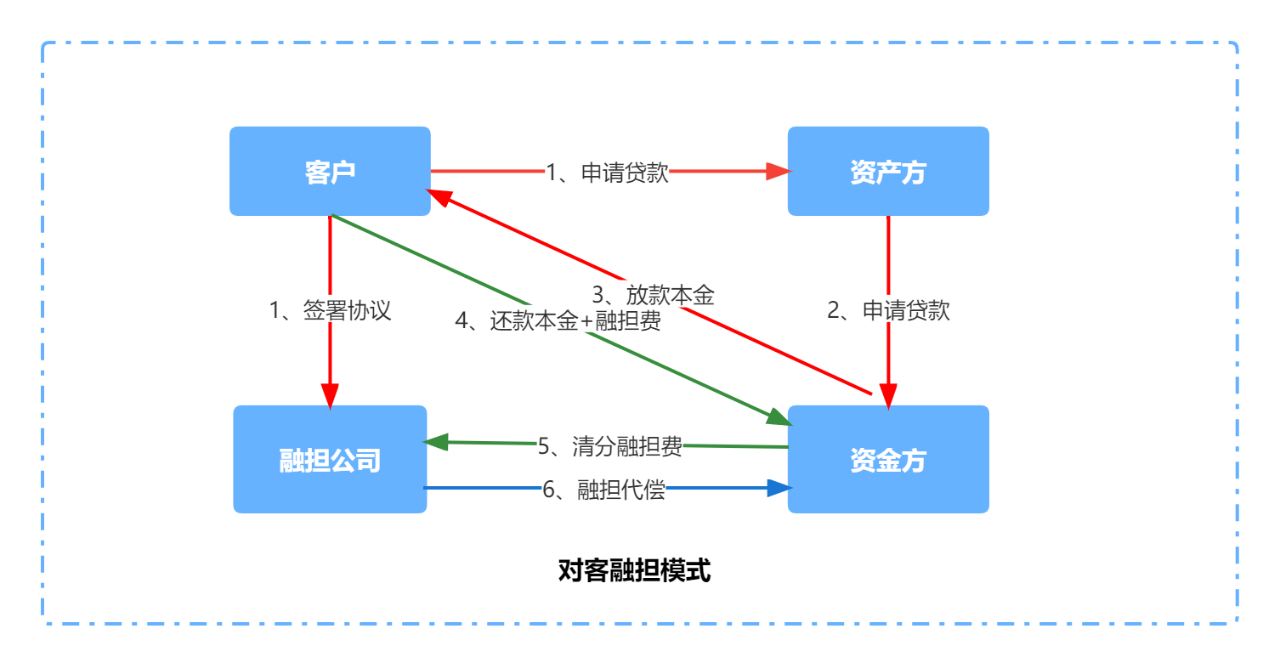 客户
1、申请贷款
资产方
3、放款本金
1、签署协议
4、还款本金+融担费
2、申请贷款
融担公司
5、清分融担费
资金方
6、融担代偿
对客融担模式